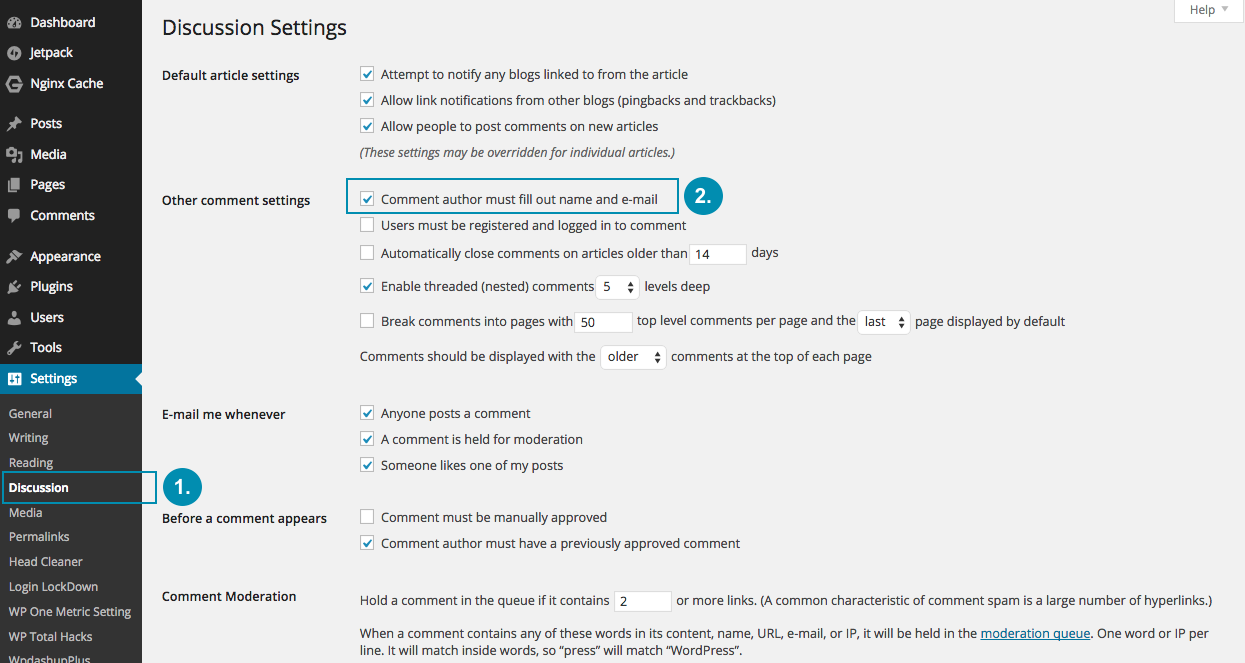 Dashboard
Jetpack
Nginx Cache
Posts
Media
Pages
Comments
Appearance
Plugins
Users
Tools
Settings
General
Writing
Reading
Discussion
1.
Media
Permalinks
Head Cleaner
Login LockDown
WP One Metric Setting
WP Total Hacks
WpdashupPlus
Help
Discussion Settings
Default article settings
Attempt to notify any blogs linked to from the article
Allow link notifications from other blogs (pingbacks and trackbacks)
Allow people to post comments on new articles
(These settings may be overridden for individual articles.)
Other comment settings
Comment author must fill out name and e-mail
2.
Users must be registered and logged in to comment
Automatically close comments on articles older than 14 days
Enable threaded (nested) comments 5 levels deep
Break comments into pages with 50 top level comments per page and the last page displayed by default
Comments should be displayed with the older comments at the top of each page
E-mail me whenever
Anyone posts a comment
A comment is held for moderation
Someone likes one of my posts
Before a comment appears
Comment must be manually approved
Comment author must have a previously approved comment
Comment Moderation
Hold a comment in the queue if it contains 2 or more links. (A common characteristic of comment spam is a large number of hyperlinks.)
When a comment contains any of these words in its content, name, URL, e-mail, or IP, it will be held in the moderation queue. One word or IP per
line. It will match inside words, so “press” will match “WordPress”.